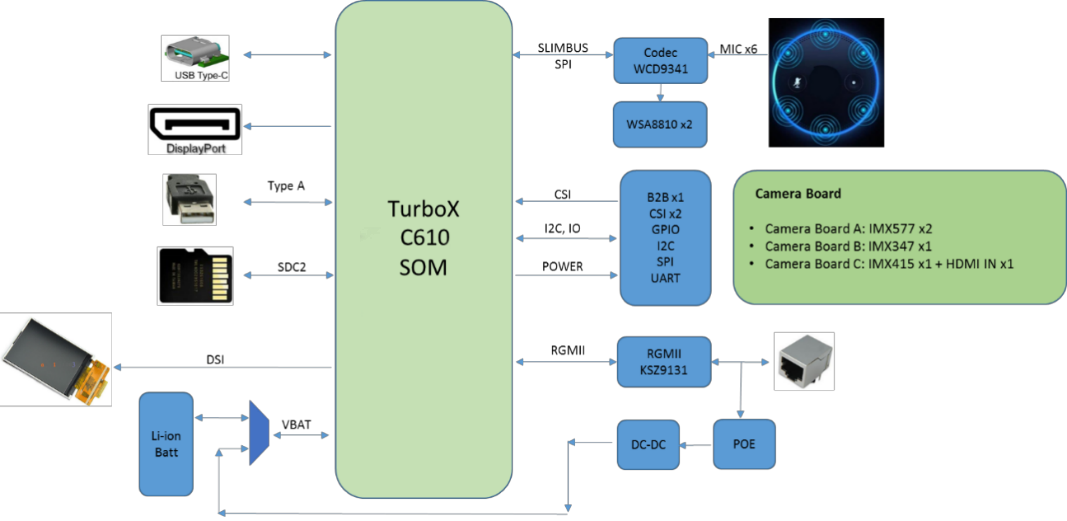 USB Type-C
DisplayPort
Type A
SDC2
DSI
Li-ion
Batt
VBAT
TurboX
C610
SOM
SLIMBUS
SPI
Codec
WCD9341
MIC x6
WSA8810 x2
CSI
I2C, IO
POWER
B2B x1
CSI x2
GPIO
I2C
SPI
UART
Camera Board
• Camera Board A: IMX577 x2
• Camera Board B: IMX347 x1
• Camera Board C: IMX415 x1 + HDMI IN x1
RGMII
RGMII
KSZ9131
DC-DC
POE